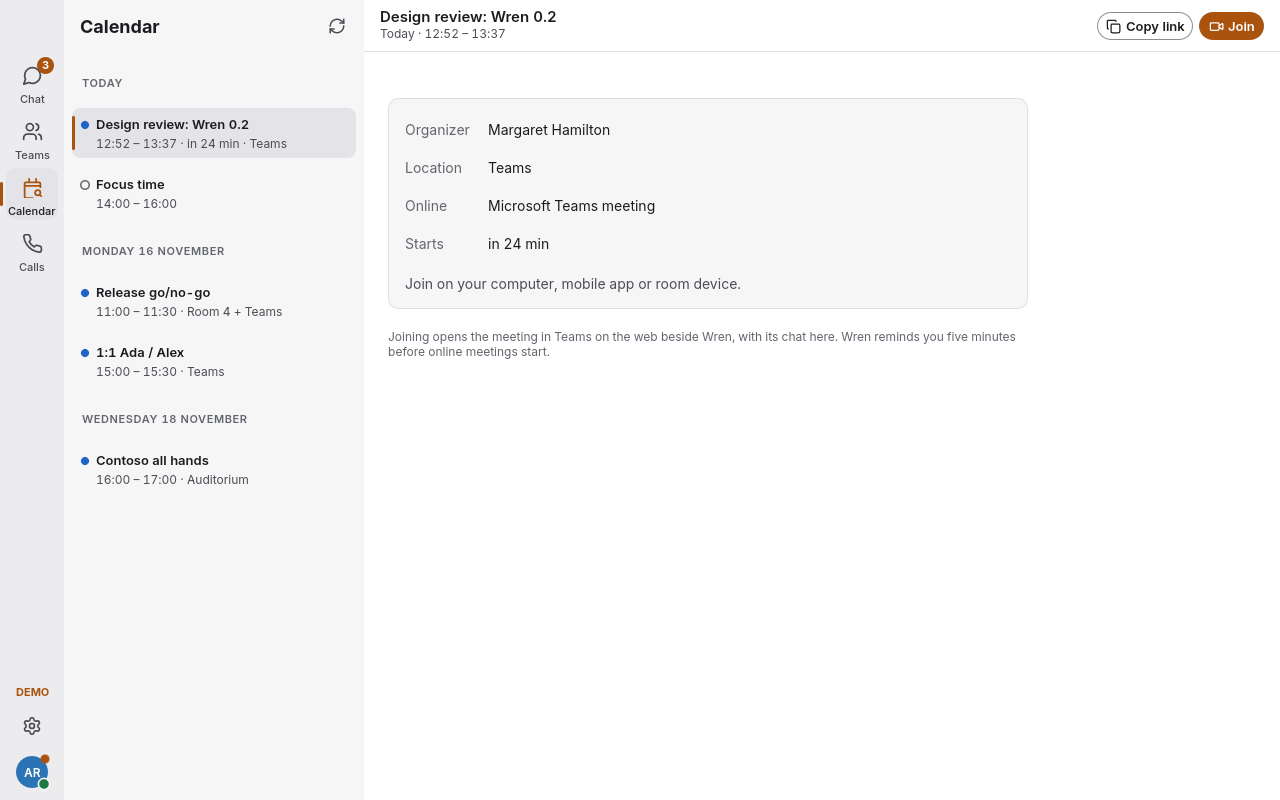 3
Chat
Teams
Calendar
Calls
DEMO
AR
Calendar
TODAY
Design review: Wren 0.2
12:52 – 13:37 · in 24 min · Teams
Focus time
14:00 – 16:00
MONDAY 16 NOVEMBER
Release go/no-go
11:00 – 11:30 · Room 4 + Teams
1:1 Ada / Alex
15:00 – 15:30 · Teams
WEDNESDAY 18 NOVEMBER
Contoso all hands
16:00 – 17:00 · Auditorium
Design review: Wren 0.2
Today · 12:52 – 13:37
Copy link
Join
Organizer Margaret Hamilton
Location Teams
Online Microsoft Teams meeting
Starts in 24 min
Join on your computer, mobile app or room device.
Joining opens the meeting in Teams on the web beside Wren, with its chat here. Wren reminds you five minutes
before online meetings start.